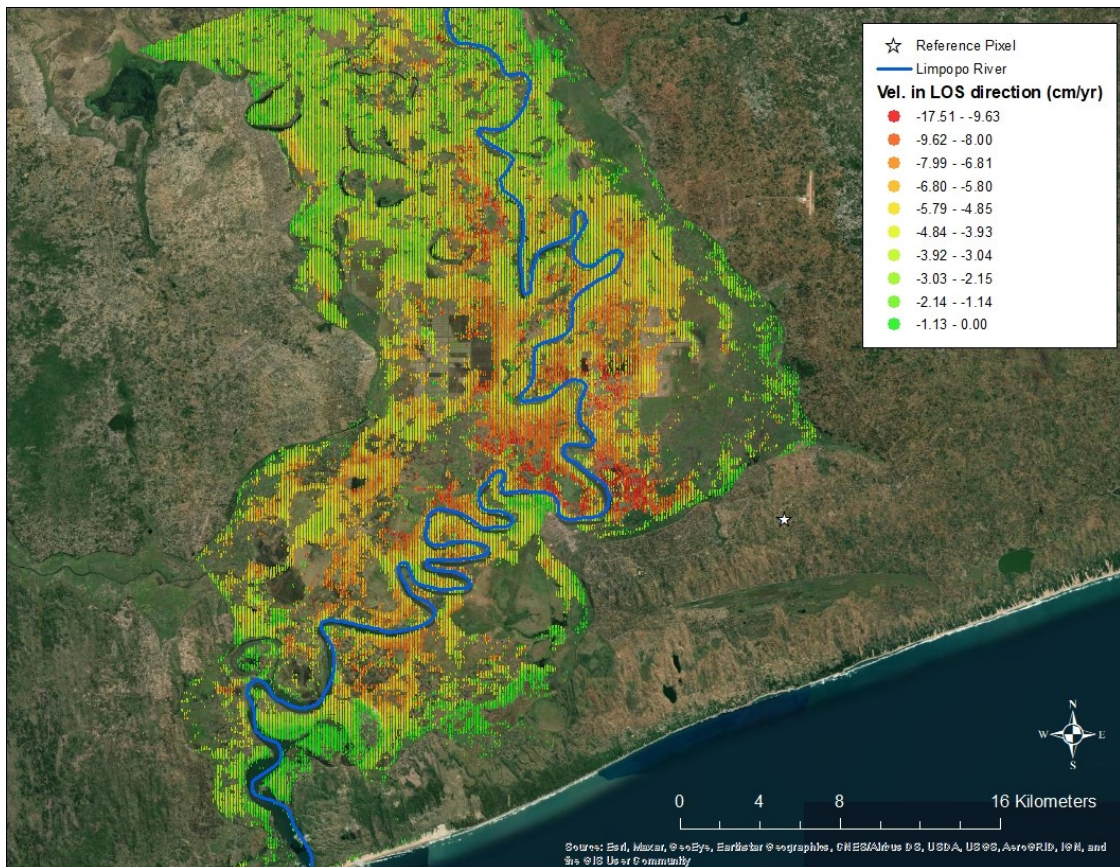 Reference Pixel
Limpopo River
Vel. in LOS direction (cm/yr)
-17.51 - -9.63
-9.62 - -8.00
-7.99 - -6.81
-6.80 - -5.80
-5.79 - -4.85
-4.84 - -3.93
-3.92 - -3.04
-3.03 - -2.15
-2.14 - -1.14
-1.13 - 0.00
N
W E
S
0 4 8 16 Kilometers
Source: Esri, Maxar, GeoEye, Earthstar Geographics, CNES/Airbus DS, USDA, USGS, AeroGRID, IGN, and
the GIS User Community